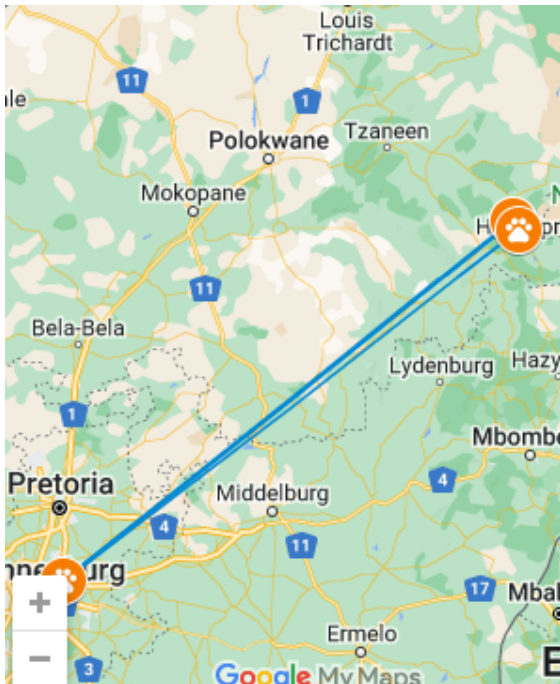 Louis
Trichardt
11
1
Tzaneen
Polokwane
Mokopane
11
Bela-Bela
Lydenburg
1
Pretoria
4
Middelburg
4
11
17
Ermelo
3
+
−
Google My Maps